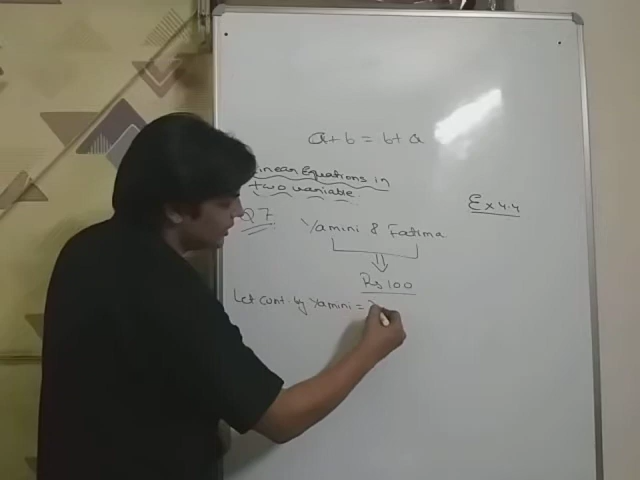 a + b = b + a
Linear Equations in
two variable
Ex 4.4
Q7
Yamini & Fatima
Rs 100
Let cont. by Yamini =